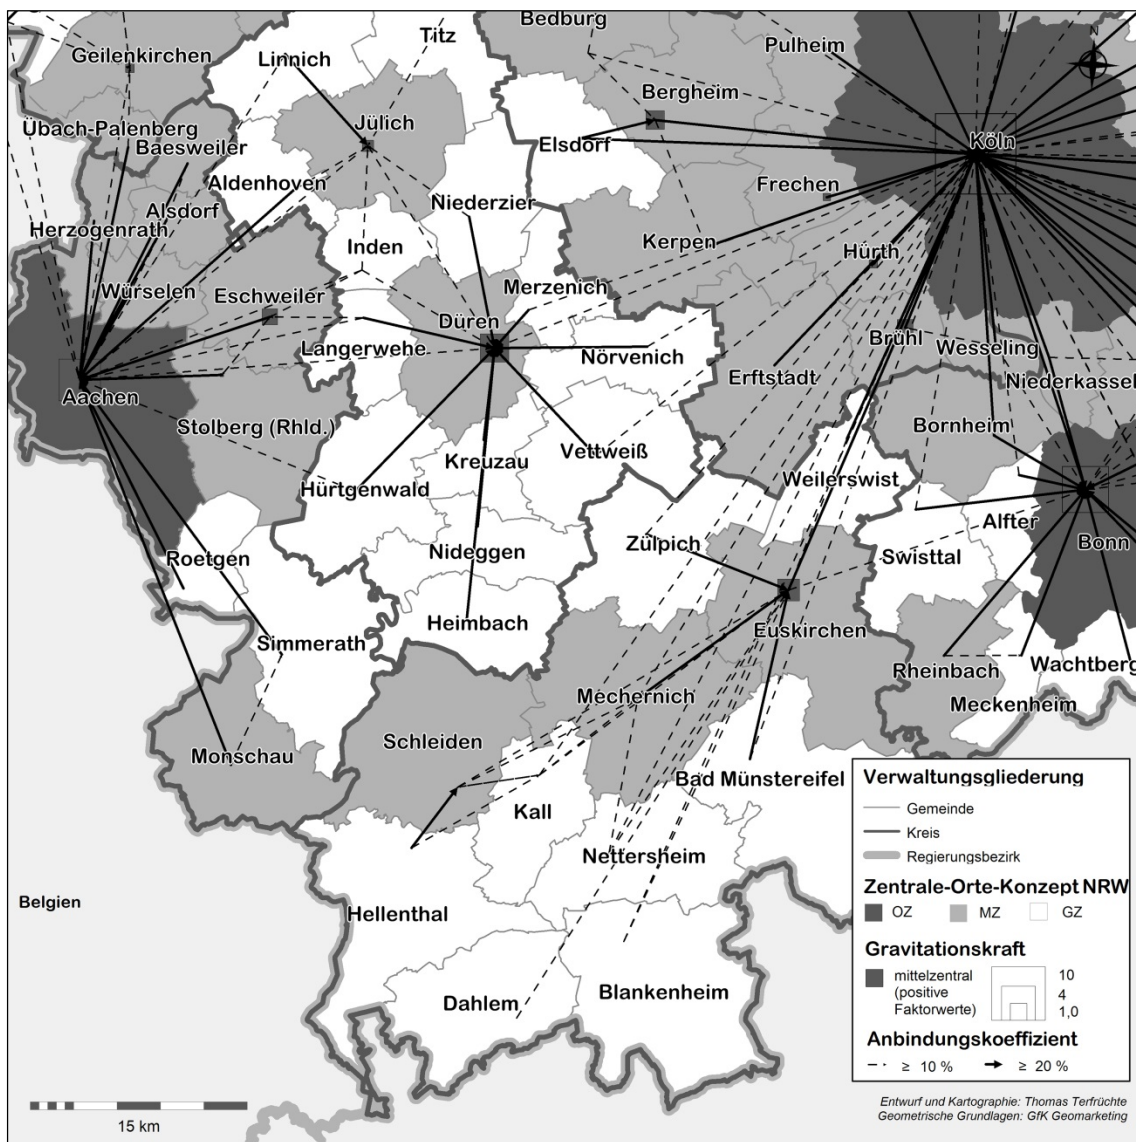 Bedburg
Titz
Pulheim
N
Geilenkirchen
Linnich
Bergheim
Jülich
Übach-Palenberg
Baesweiler
Elsdorf
Köln
Aldenhoven
Frechen
Alsdorf
Niederzier
Herzogenrath
Inden
Kerpen
Hürth
Würselen
Eschweiler
Merzenich
Düren
Brühl
Wesseling
Langerwehe
Nörvenich
Erftstadt
Niederkassel
Aachen
Stolberg (Rhld.)
Bornheim
Kreuzau
Vettweiß
Hürtgenwald
Weilerswist
Alfter
Zülpich
Bonn
Nideggen
Swisttal
Roetgen
Heimbach
Euskirchen
Simmerath
Rheinbach
Wachtberg
Mechernich
Meckenheim
Schleiden
Monschau
Bad Münstereifel
Kall
Nettersheim
Belgien
Hellenthal
Dahlem
Blankenheim
Verwaltungsgliederung
Gemeinde
Kreis
Regierungsbezirk
Zentrale-Orte-Konzept NRW
OZ MZ GZ
Gravitationskraft
mittelzentral
(positive
Faktorwerte)
10
4
1,0
Anbindungskoeffizient
≥ 10 % ≥ 20 %
15 km
Entwurf und Kartographie: Thomas Terfrüchte
Geometrische Grundlagen: GfK Geomarketing